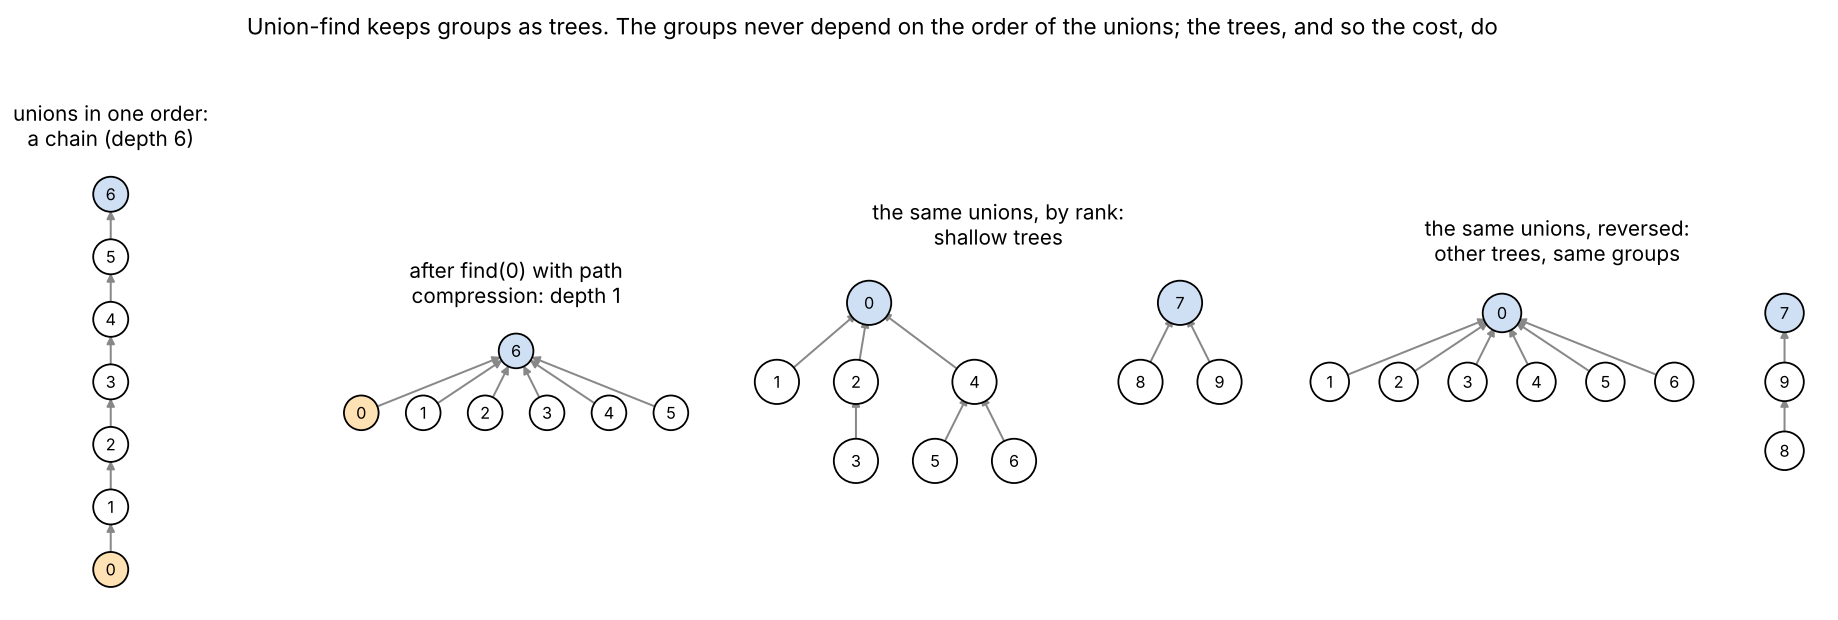 Union-find keeps groups as trees. The groups never depend on the order of the unions; the trees, and so the cost, do
unions in one order:
a chain (depth 6)
6
5
4
3
2
1
0
after find(0) with path
compression: depth 1
6
0 1 2 3 4 5
the same unions, by rank:
shallow trees
0 7
1 2 4 8 9
3 5 6
the same unions, reversed:
other trees, same groups
0 7
1 2 3 4 5 6 9
8